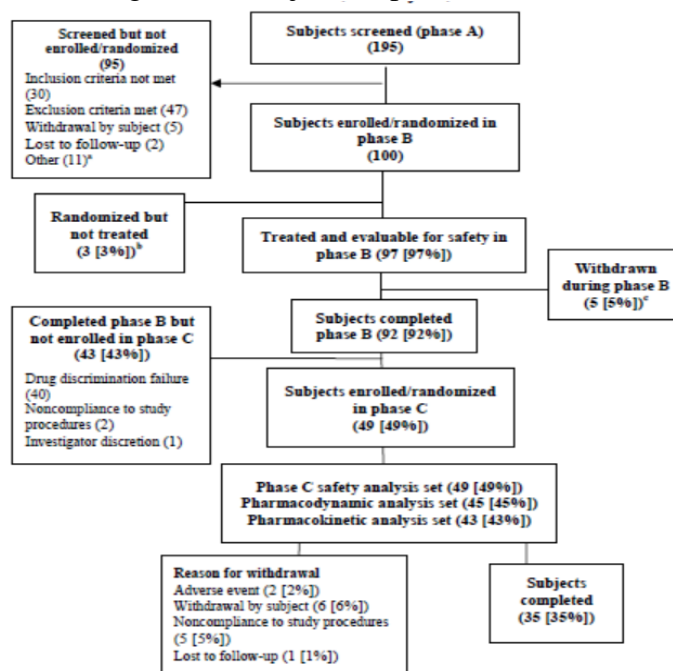 Subjects screened (phase A)
(195)
Screened but not
enrolled/randomized
(95)
Inclusion criteria not met
(30)
Exclusion criteria met (47)
Withdrawal by subject (5)
Lost to follow-up (2)
Other (11)a
Subjects enrolled/randomized in
phase B
(100)
Randomized but
not treated
(3 [3%])b
Treated and evaluable for safety in
phase B (97 [97%])
Withdrawn
during phase B
(5 [5%])c
Subjects completed
phase B (92 [92%])
Completed phase B but
not enrolled in phase C
(43 [43%])
Drug discrimination failure
(40)
Noncompliance to study
procedures (2)
Investigator discretion (1)
Subjects enrolled/randomized
in phase C
(49 [49%])
Phase C safety analysis set (49 [49%])
Pharmacodynamic analysis set (45 [45%])
Pharmacokinetic analysis set (43 [43%])
Reason for withdrawal
Adverse event (2 [2%])
Withdrawal by subject (6 [6%])
Noncompliance to study procedures
(5 [5%])
Lost to follow-up (1 [1%])
Subjects
completed
(35 [35%])